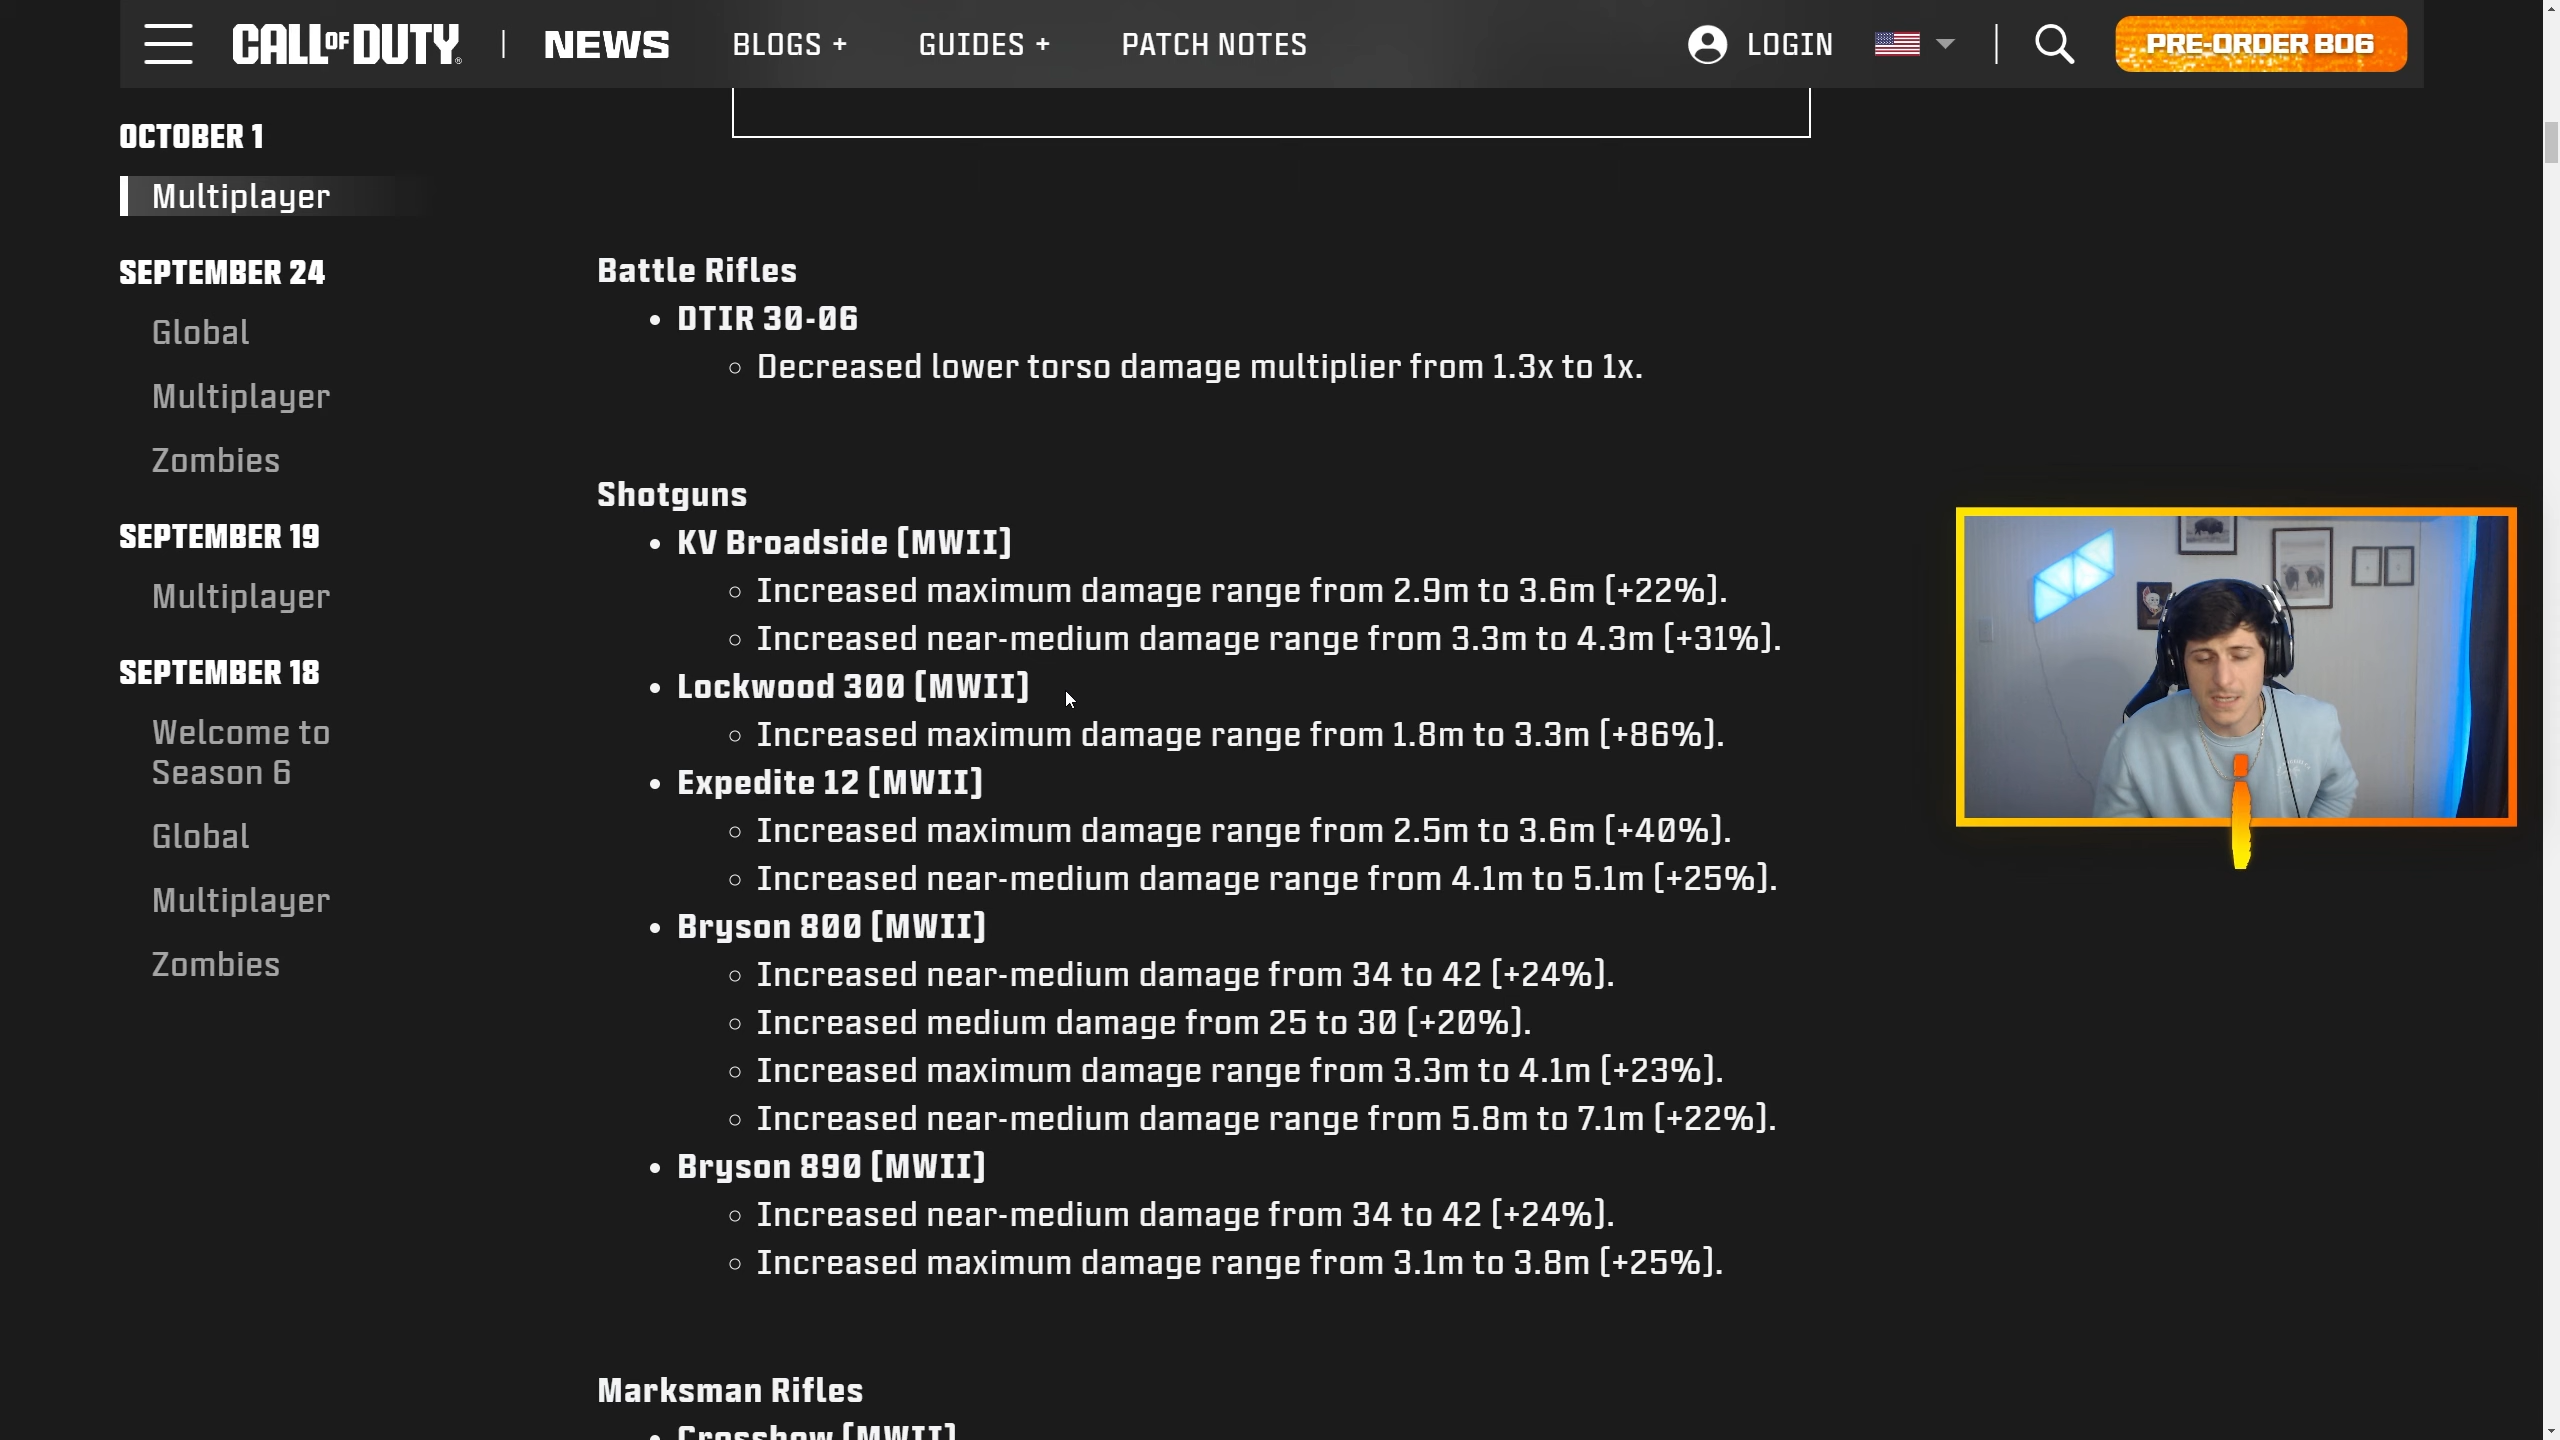 CALL OF DUTY
NEWS
BLOGS +
GUIDES +
PATCH NOTES
LOGIN
PRE-ORDER BO6
OCTOBER 1
Multiplayer
SEPTEMBER 24
Global
Multiplayer
Zombies
SEPTEMBER 19
Multiplayer
SEPTEMBER 18
Welcome to
Season 6
Global
Multiplayer
Zombies
Battle Rifles
DTIR 30-06
Decreased lower torso damage multiplier from 1.3x to 1x.
Shotguns
KV Broadside (MWII)
Increased maximum damage range from 2.9m to 3.6m (+22%).
Increased near-medium damage range from 3.3m to 4.3m (+31%).
Lockwood 300 (MWII)
Increased maximum damage range from 1.8m to 3.3m (+86%).
Expedite 12 (MWII)
Increased maximum damage range from 2.5m to 3.6m (+40%).
Increased near-medium damage range from 4.1m to 5.1m (+25%).
Bryson 800 (MWII)
Increased near-medium damage from 34 to 42 (+24%).
Increased medium damage from 25 to 30 (+20%).
Increased maximum damage range from 3.3m to 4.1m (+23%).
Increased near-medium damage range from 5.8m to 7.1m (+22%).
Bryson 890 (MWII)
Increased near-medium damage from 34 to 42 (+24%).
Increased maximum damage range from 3.1m to 3.8m (+25%).
Marksman Rifles
Crossbow (MWII)